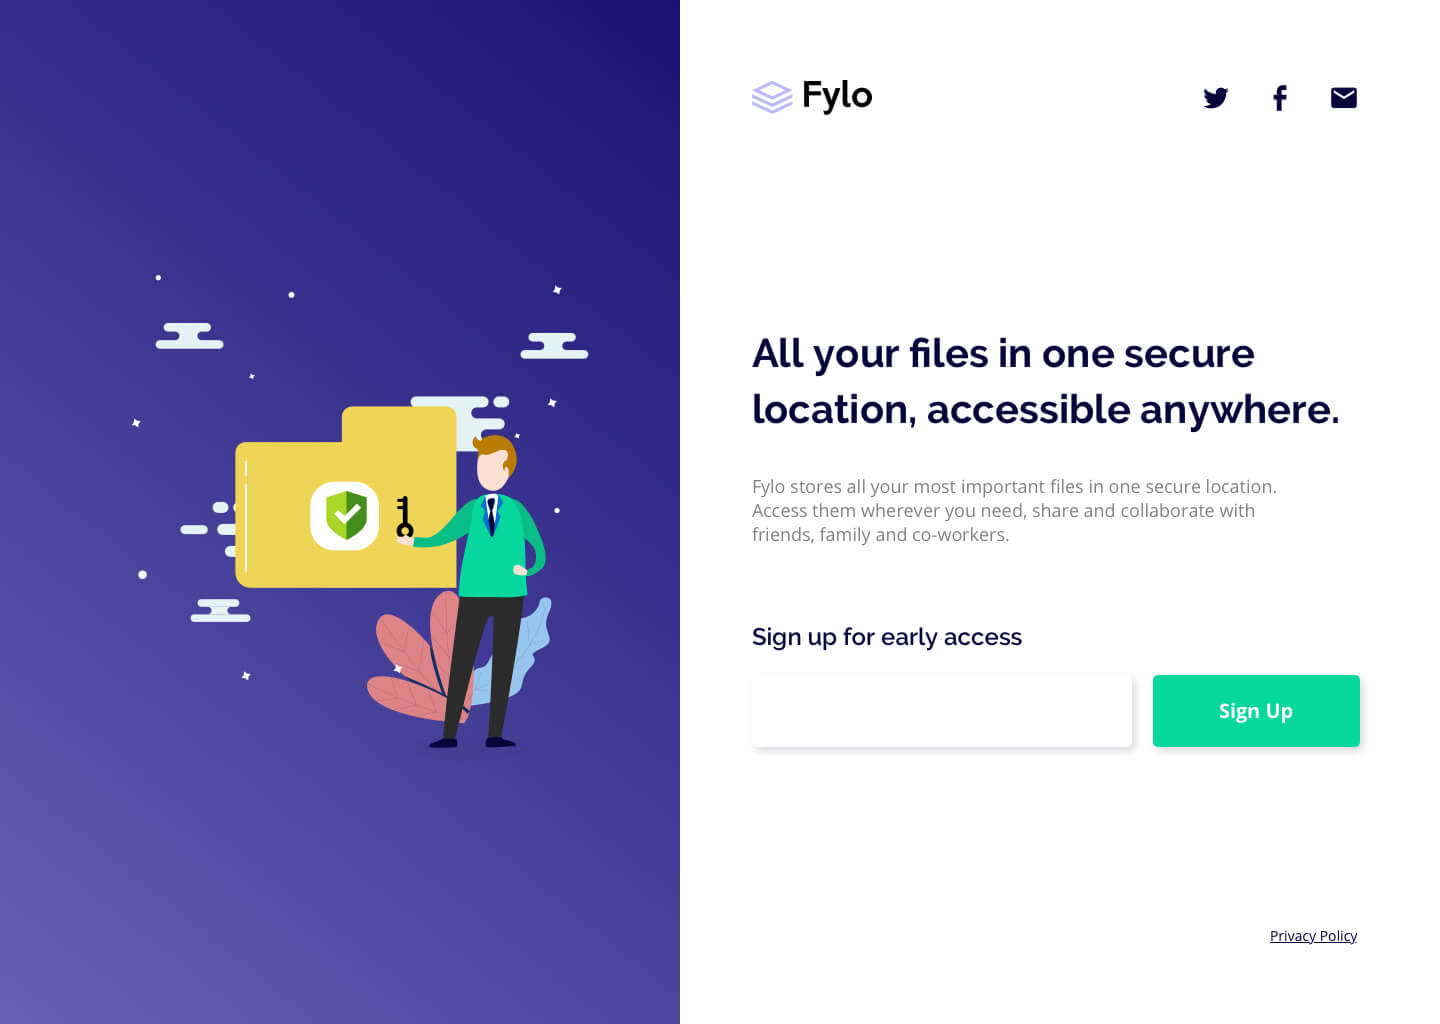 Fylo
All your files in one secure
location, accessible anywhere.
Fylo stores all your most important files in one secure location.
Access them wherever you need, share and collaborate with
friends, family and co-workers.
Sign up for early access
Sign Up
Privacy Policy